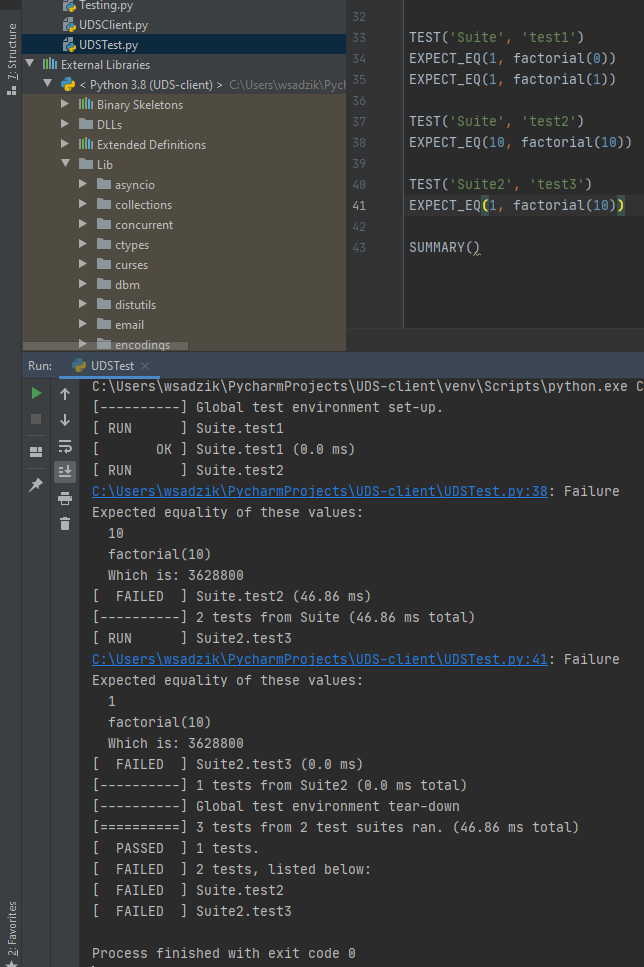 Testing.py
UDSClient.py
UDSTest.py
External Libraries
< Python 3.8 (UDS-client) > C:\Users\wsadzik\Pycharm
Binary Skeletons
DLLs
Extended Definitions
Lib
asyncio
collections
concurrent
ctypes
curses
dbm
distutils
email
encodings
Z: Structure
32
33 TEST('Suite', 'test1')
34 EXPECT_EQ(1, factorial(0))
35 EXPECT_EQ(1, factorial(1))
36
37 TEST('Suite', 'test2')
38 EXPECT_EQ(10, factorial(10))
39
40 TEST('Suite2', 'test3')
41 EXPECT_EQ(1, factorial(10))
42
43 SUMMARY()
Run: UDSTest
C:\Users\wsadzik\PycharmProjects\UDS-client\venv\Scripts\python.exe C
[----------] Global test environment set-up.
[ RUN      ] Suite.test1
[       OK ] Suite.test1 (0.0 ms)
[ RUN      ] Suite.test2
C:\Users\wsadzik\PycharmProjects\UDS-client\UDSTest.py:38: Failure
Expected equality of these values:
  10
  factorial(10)
  Which is: 3628800
[  FAILED  ] Suite.test2 (46.86 ms)
[----------] 2 tests from Suite (46.86 ms total)
[ RUN      ] Suite2.test3
C:\Users\wsadzik\PycharmProjects\UDS-client\UDSTest.py:41: Failure
Expected equality of these values:
  1
  factorial(10)
  Which is: 3628800
[  FAILED  ] Suite2.test3 (0.0 ms)
[----------] 1 tests from Suite2 (0.0 ms total)
[----------] Global test environment tear-down
[==========] 3 tests from 2 test suites ran. (46.86 ms total)
[  PASSED  ] 1 tests.
[  FAILED  ] 2 tests, listed below:
[  FAILED  ] Suite.test2
[  FAILED  ] Suite2.test3
Process finished with exit code 0
2: Favorites